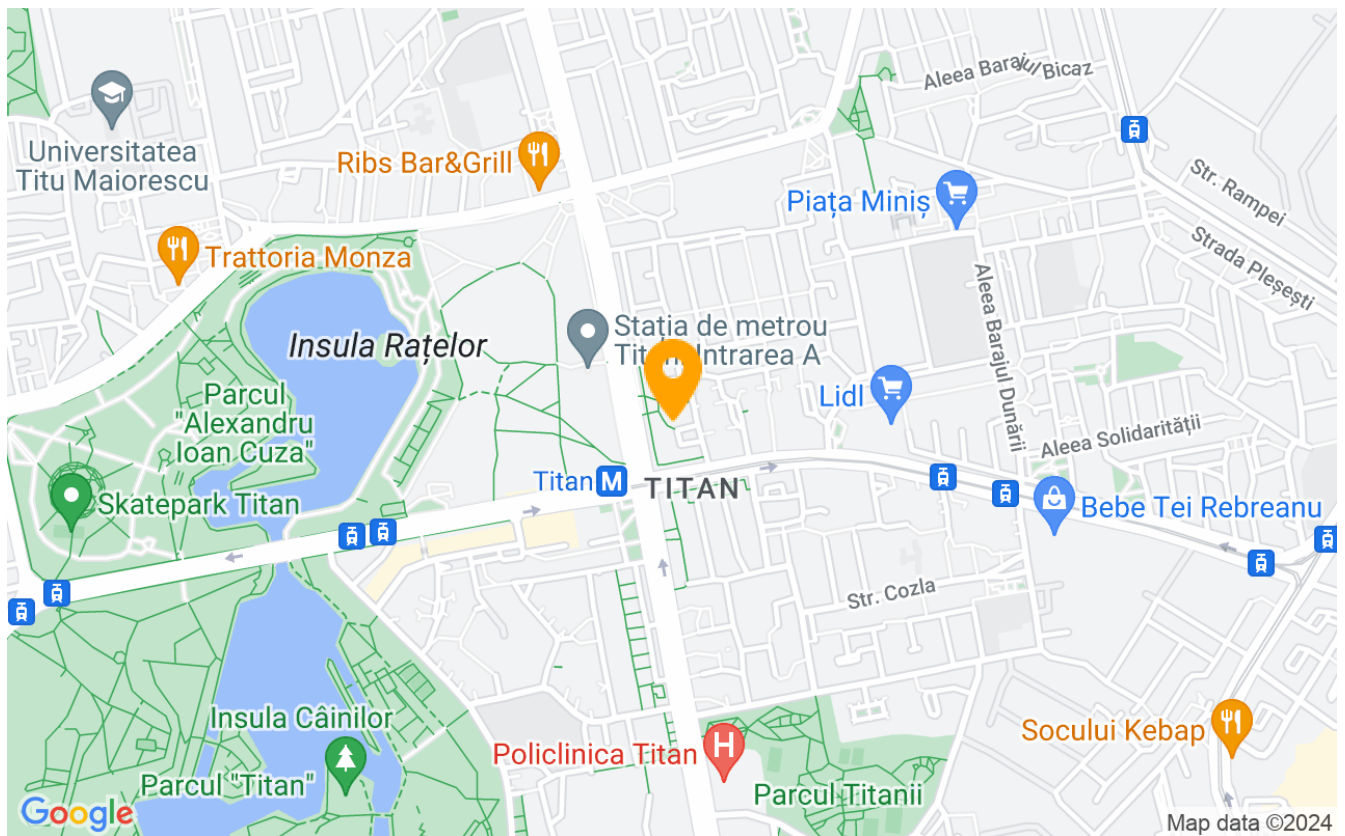 Aleea Barajul Bicaz
Universitatea
Titu Maiorescu
Ribs Bar&Grill
Piața Miniș
Str. Rampei
Strada Pleșești
Trattoria Monza
Aleea Barajul Dunării
Insula Rațelor
Stația de metrou
Intrarea A
Lidl
Parcul
"Alexandru
Ioan Cuza"
Aleea Solidarității
Titan M
TITAN
Skatepark Titan
Bebe Tei Rebreanu
Str. Cozla
Insula Câinilor
Socului Kebap
Policlinica Titan
H
Parcul "Titan"
Parcul Titanii
Google
Map data ©2024